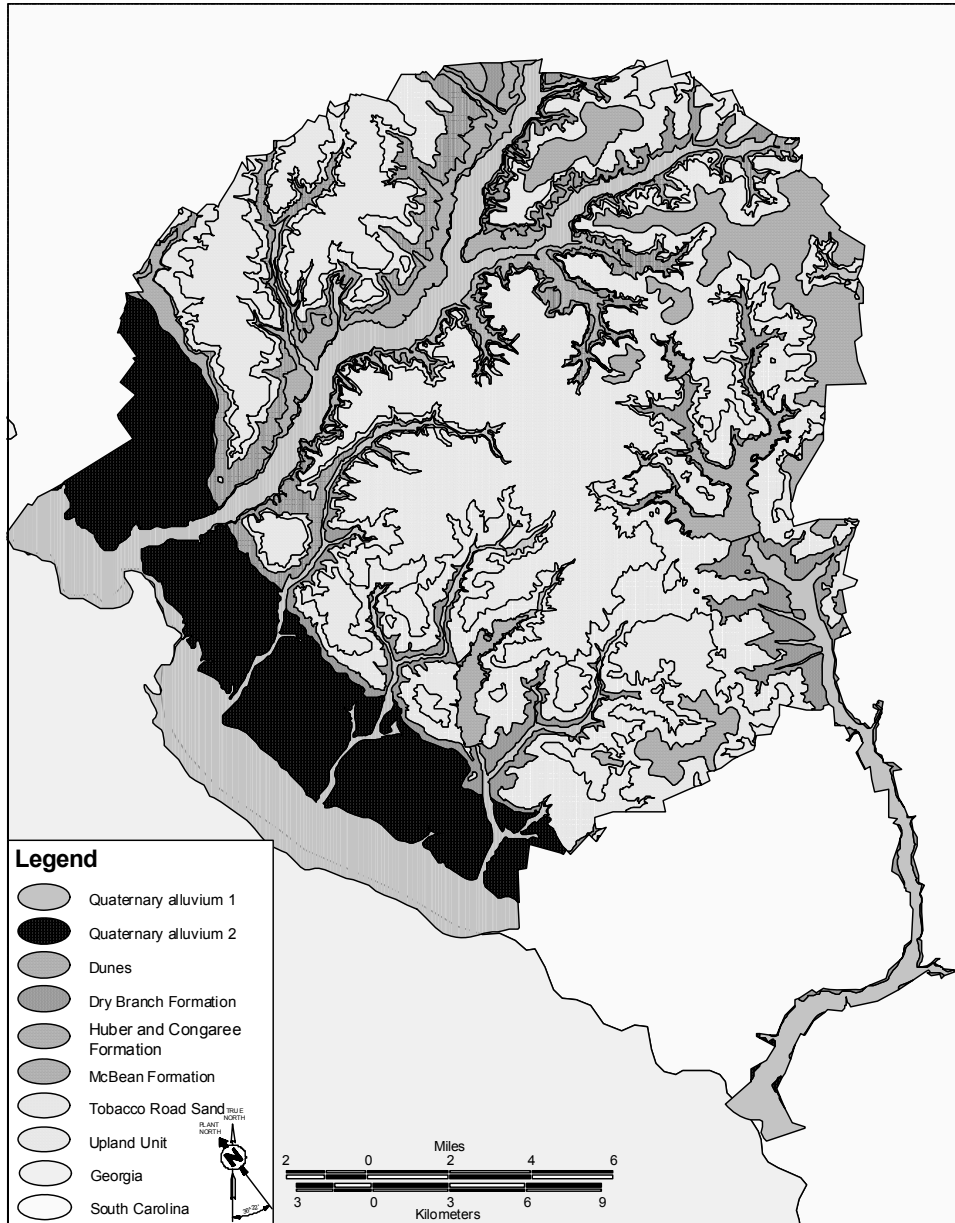 Legend
Quaternary alluvium 1
Quaternary alluvium 2
Dunes
Dry Branch Formation
Huber and Congaree
Formation
McBean Formation
Tobacco Road Sand
Upland Unit
Georgia
South Carolina
TRUE
NORTH
PLANT
NORTH
N
Miles
2 0 2 4 6
3 0 3 6 9
Kilometers